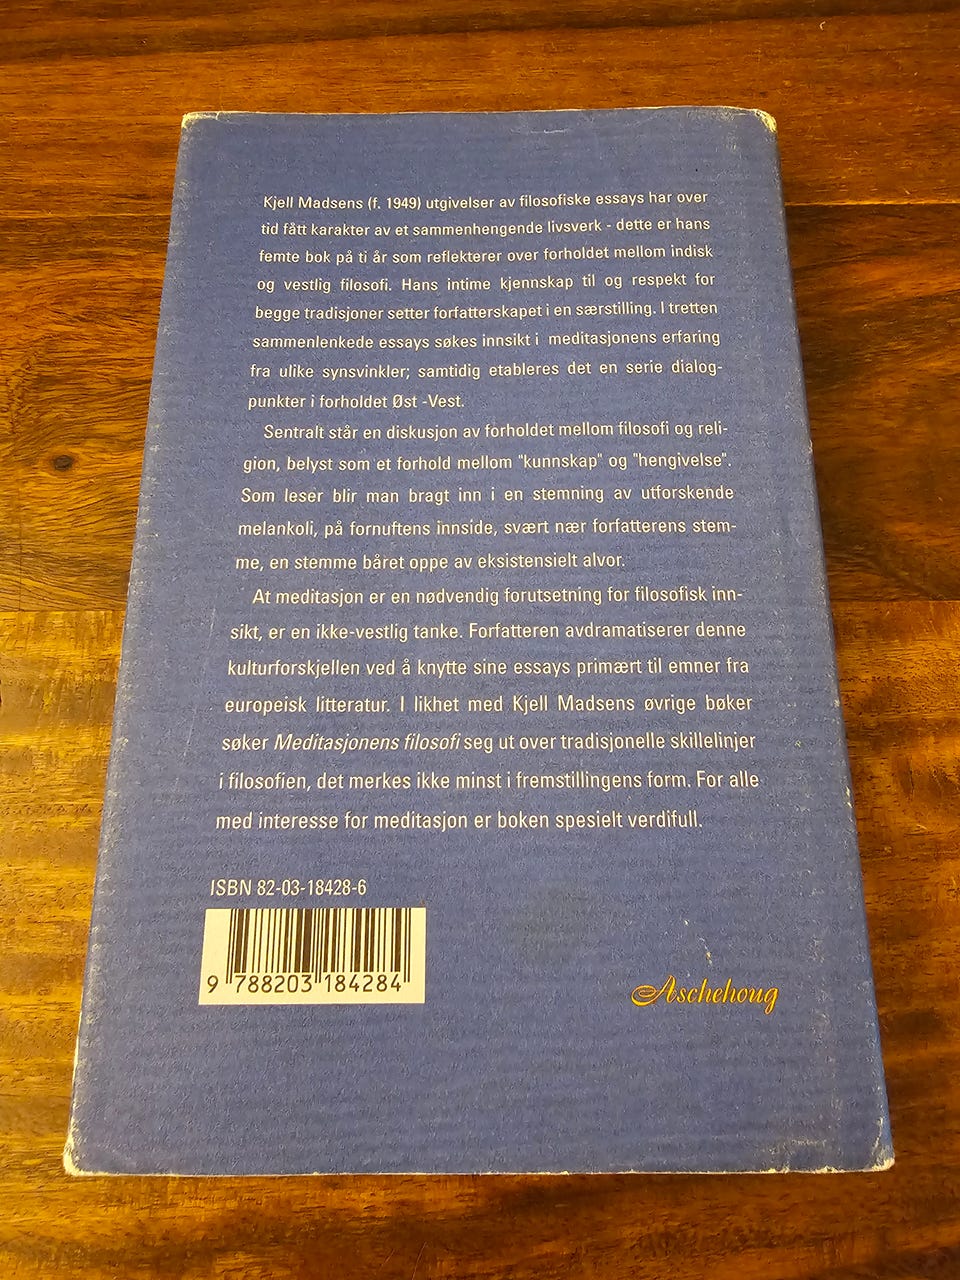 Kjell Madsens (f. 1949) utgivelser av filosofiske essays har over
tid fått karakter av et sammenhengende livsverk - dette er hans
femte bok på ti år som reflekterer over forholdet mellom indisk
og vestlig filosofi. Hans intime kjennskap til og respekt for
begge tradisjoner setter forfatterskapet i en særstilling. I tretten
sammenlenkede essays søkes innsikt i meditasjonens erfaring
fra ulike synsvinkler; samtidig etableres det en serie dialog-
punkter i forholdet Øst -Vest.
Sentralt står en diskusjon av forholdet mellom filosofi og reli-
gion, belyst som et forhold mellom "kunnskap" og "hengivelse".
Som leser blir man bragt inn i en stemning av utforskende
melankoli, på fornuftens innside, svært nær forfatterens stem-
me, en stemme båret oppe av eksistensielt alvor.
At meditasjon er en nødvendig forutsetning for filosofisk inn-
sikt, er en ikke-vestlig tanke. Forfatteren avdramatiserer denne
kulturforskjellen ved å knytte sine essays primært til emner fra
europeisk litteratur. I likhet med Kjell Madsens øvrige bøker
søker Meditasjonens filosofi seg ut over tradisjonelle skillelinjer
i filosofien, det merkes ikke minst i fremstillingens form. For alle
med interesse for meditasjon er boken spesielt verdifull.
ISBN 82-03-18428-6
9 788203 184284
Aschehoug